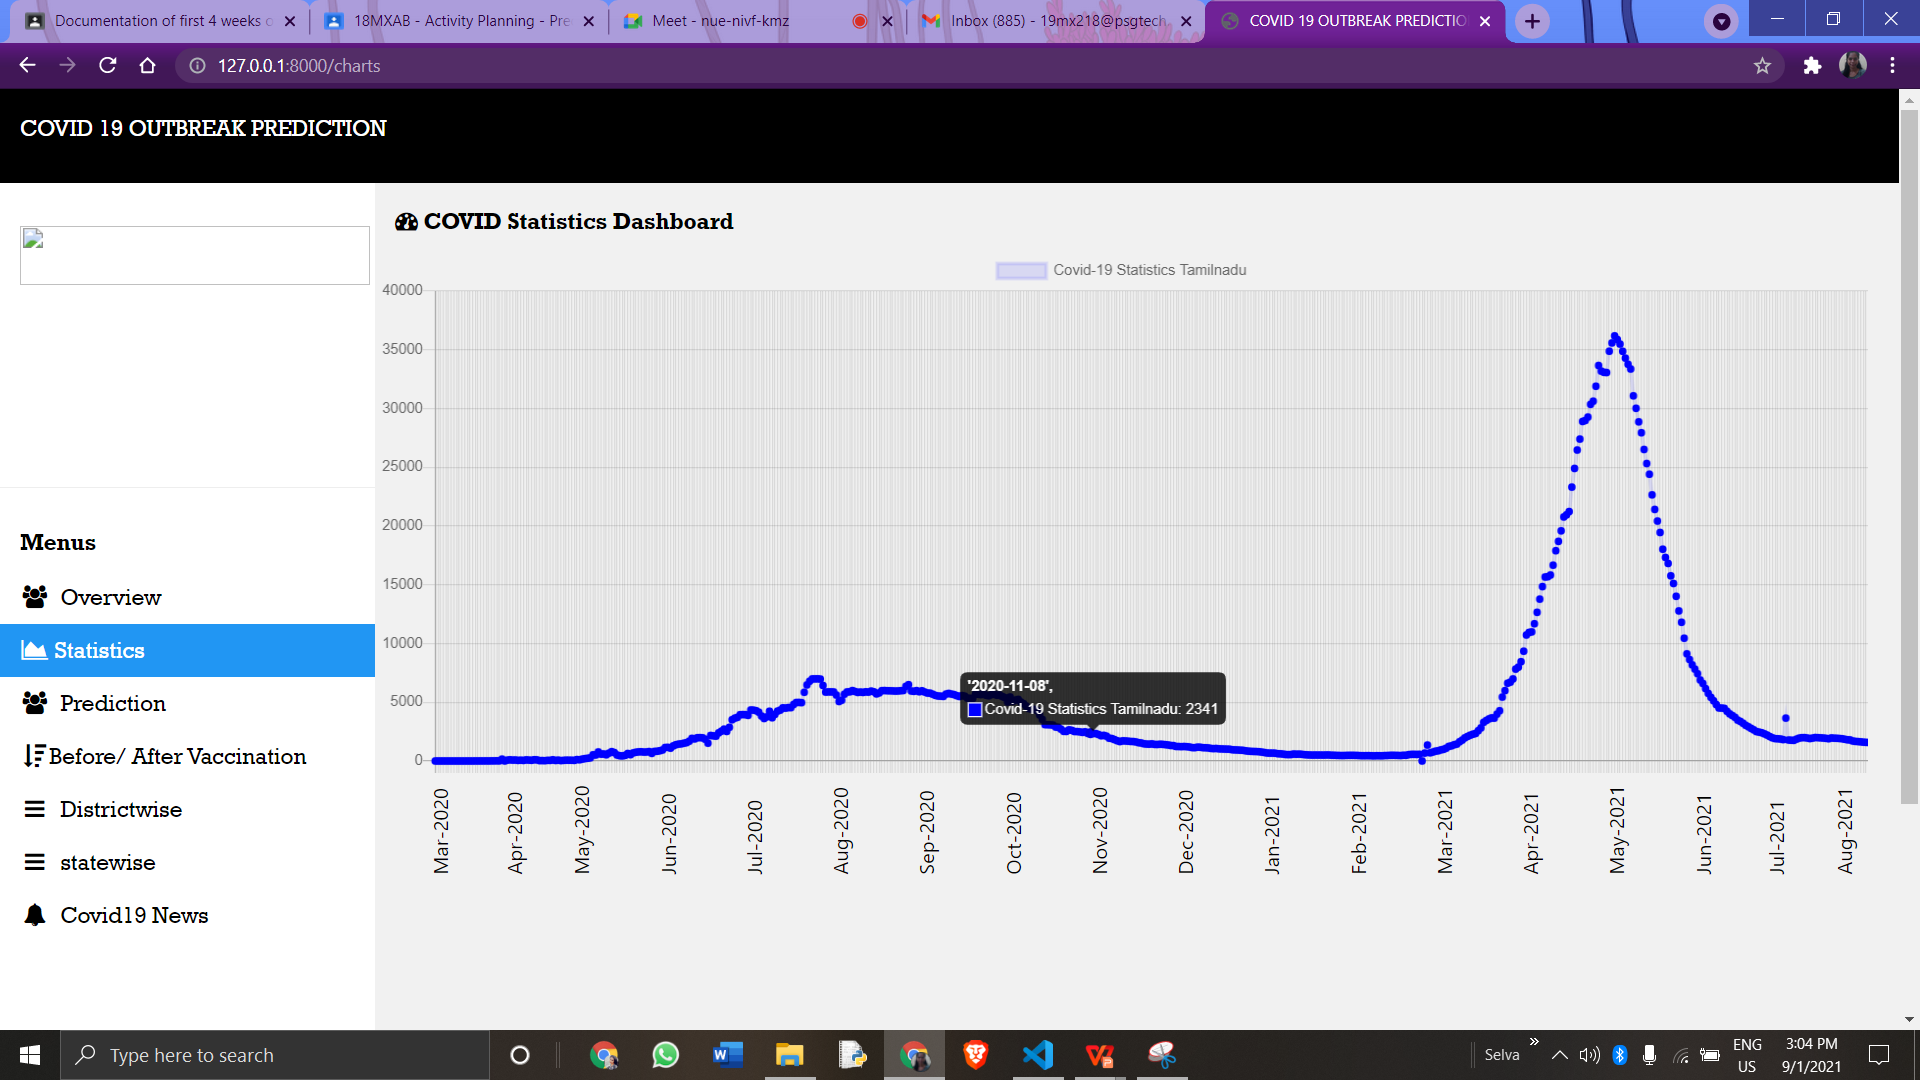 Documentation of first 4 weeks o
18MXAB - Activity Planning - Pre
Meet - nue-nivf-kmz
Inbox (885) - 19mx218@psgtech
COVID 19 OUTBREAK PREDICTIO
127.0.0.1:8000/charts
COVID 19 OUTBREAK PREDICTION
COVID Statistics Dashboard
Covid-19 Statistics Tamilnadu
40000
35000
30000
25000
20000
15000
10000
5000
0
'2020-11-08',
Covid-19 Statistics Tamilnadu: 2341
Mar-2020
Apr-2020
May-2020
Jun-2020
Jul-2020
Aug-2020
Sep-2020
Oct-2020
Nov-2020
Dec-2020
Jan-2021
Feb-2021
Mar-2021
Apr-2021
May-2021
Jun-2021
Jul-2021
Aug-2021
Menus
Overview
Statistics
Prediction
Before/ After Vaccination
Districtwise
statewise
Covid19 News
Type here to search
Selva
ENG
US
3:04 PM
9/1/2021